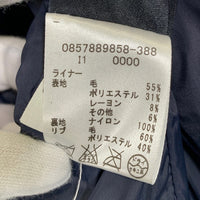 0857889858-388
I1 0000
ライナー
表地 毛 55%
ポリエステル 31%
レーヨン 8%
その他 6%
裏地 ナイロン 100%
リブ 毛 60%
ポリエステル 40%